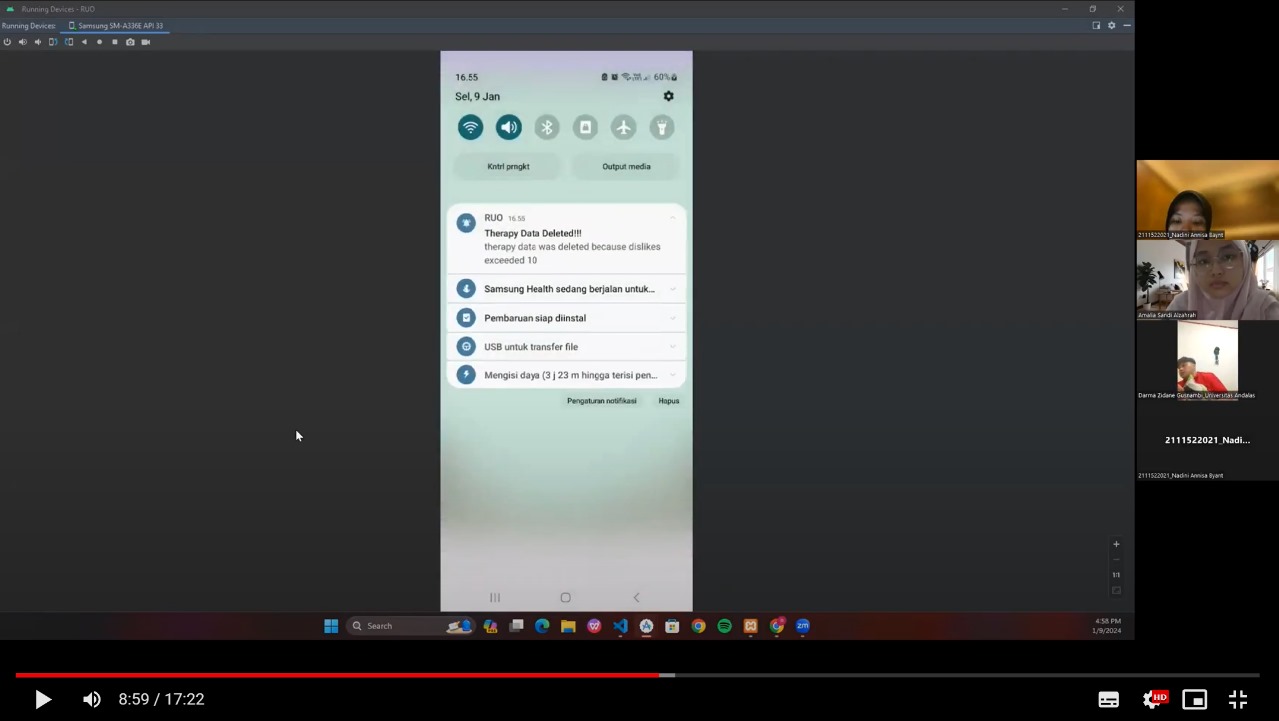 Running Devices - RUO
Running Devices:
Samsung SM-A336E API 33
16.55
60%
Sel, 9 Jan
Kntrl prngkt
Output media
RUO 16.55
Therapy Data Deleted!!!
therapy data was deleted because dislikes
exceeded 10
Samsung Health sedang berjalan untuk...
Pembaruan siap diinstal
USB untuk transfer file
Mengisi daya (3 j 23 m hingga terisi pen...
Pengaturan notifikasi
Hapus
2111522021_Nadini Annisa Byant
Amalia Sandi Alzahrah
Darma Zidane Gusnambi_Universitas Andalas
2111522021_Nadi...
2111522021_Nadini Annisa Byant
1:1
Search
zm
4:58 PM
1/9/2024
8:59 / 17:22
HD